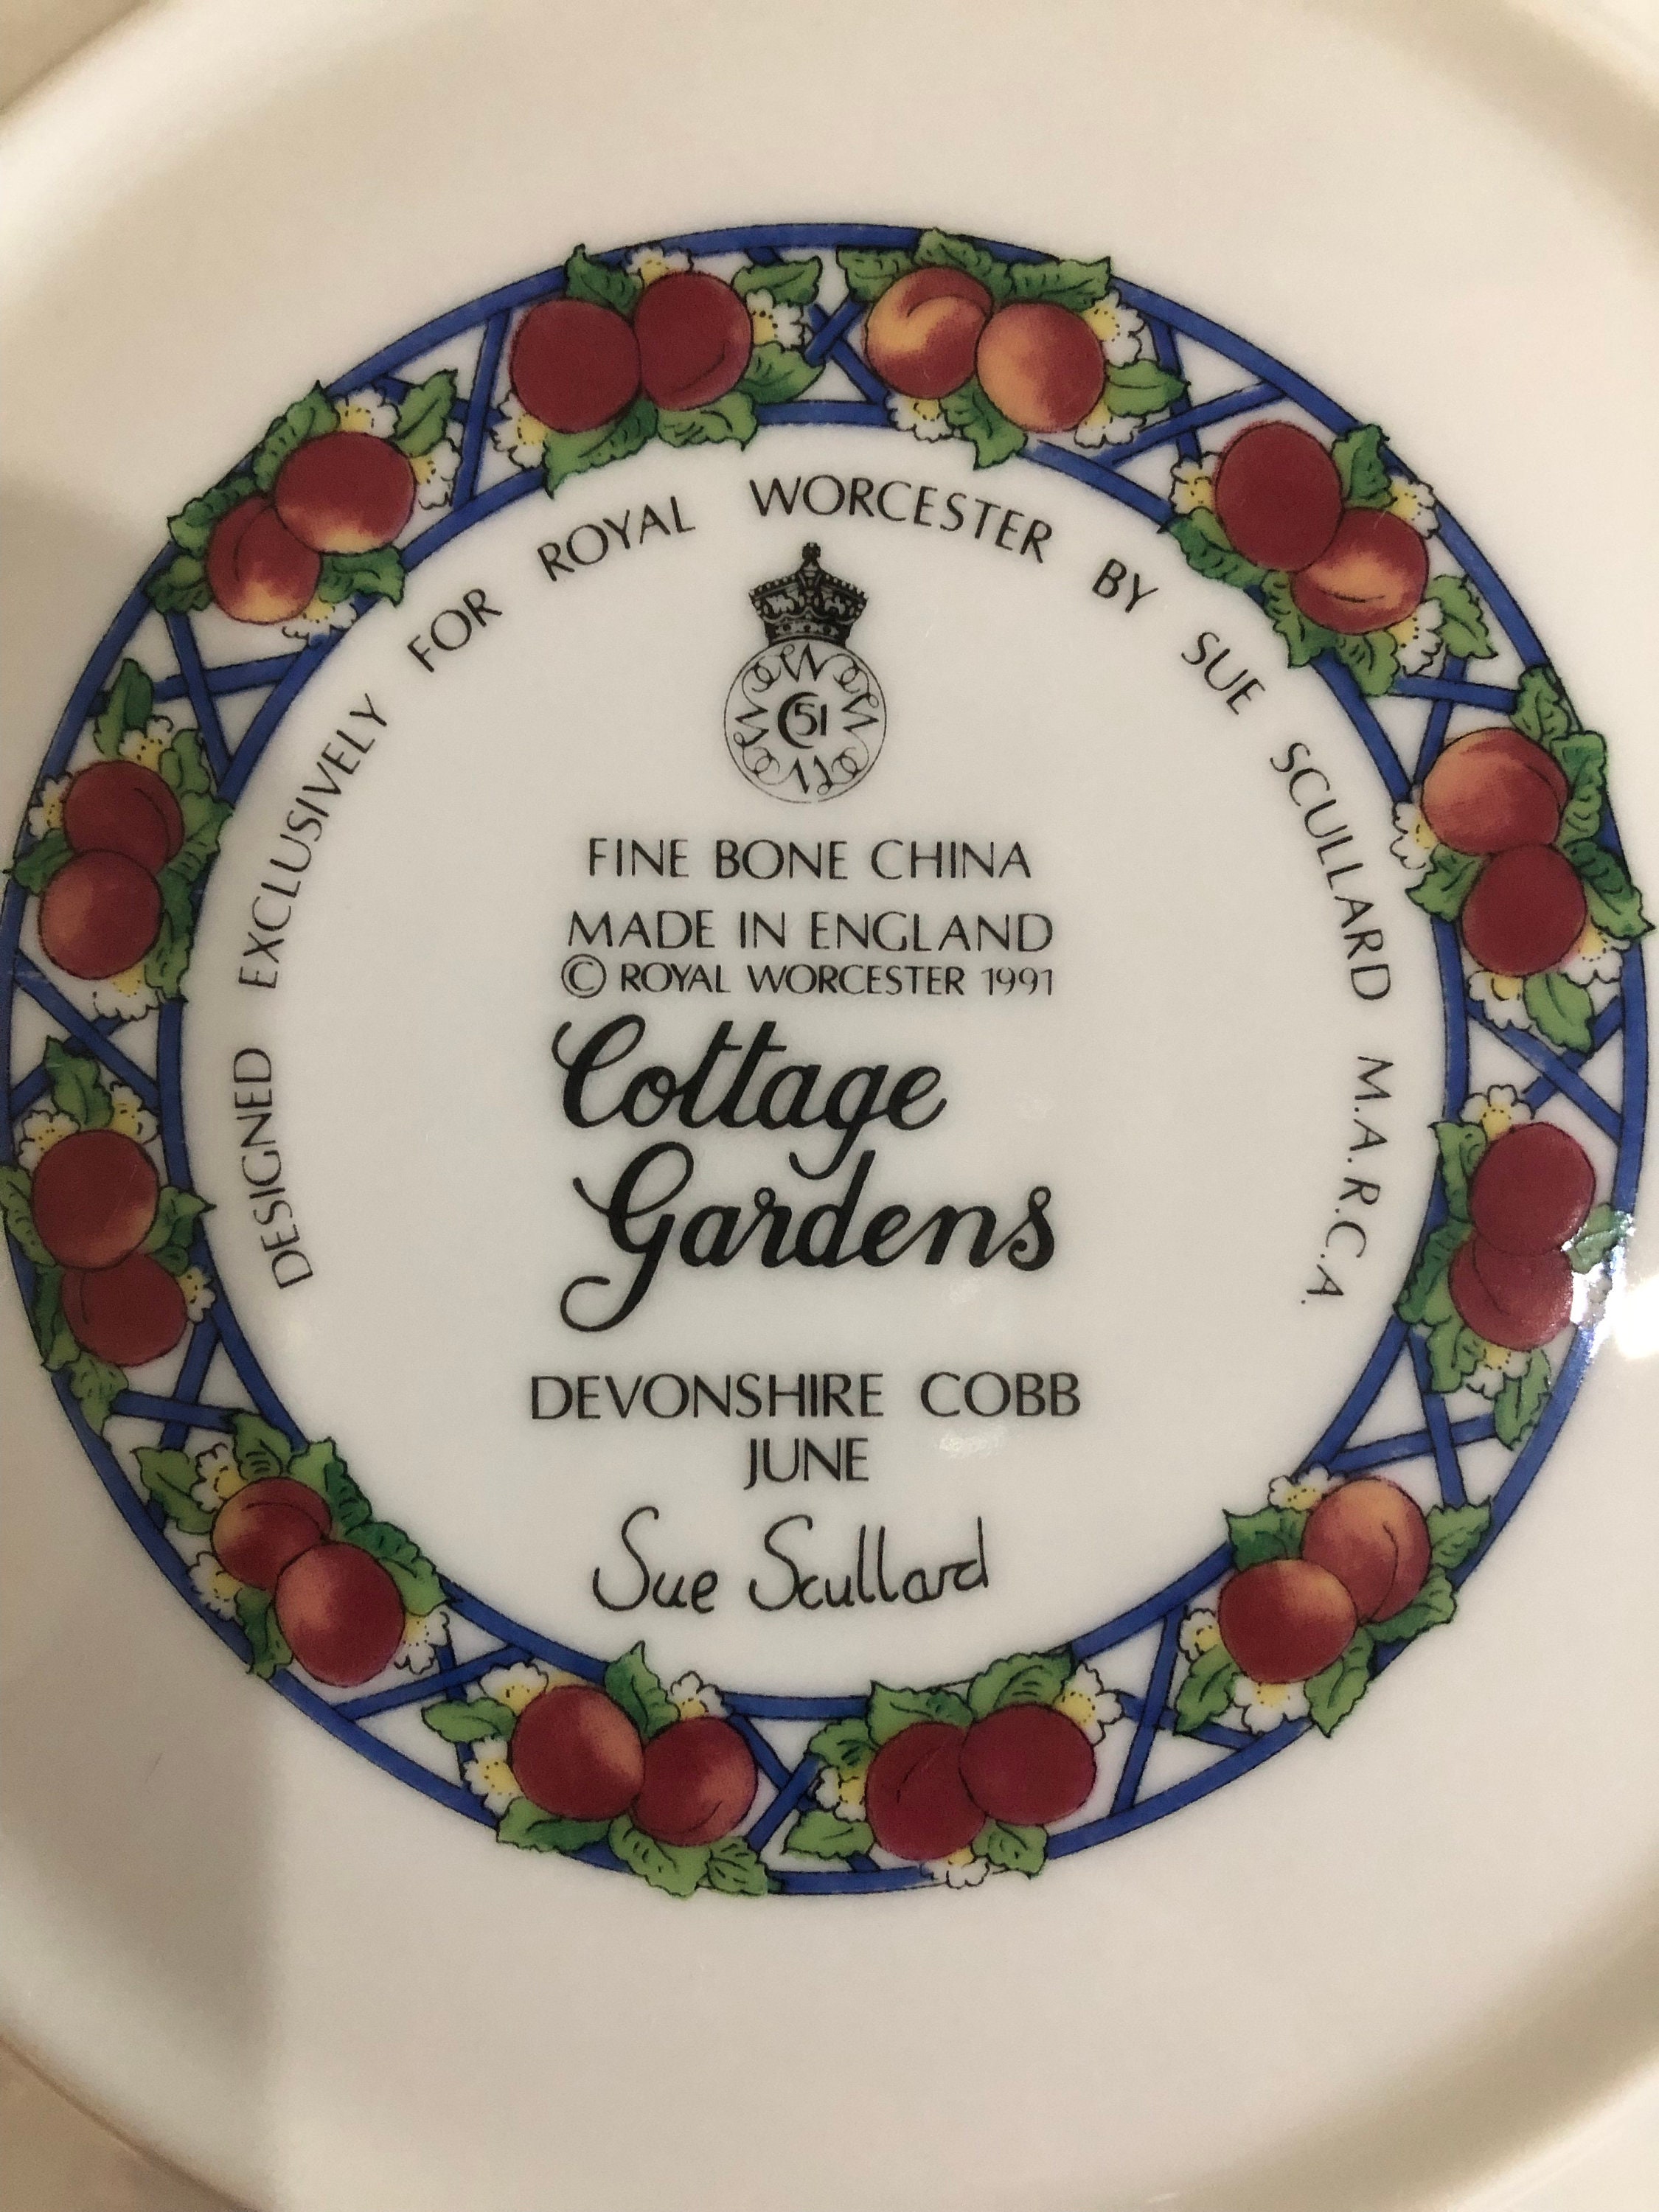 DESIGNED EXCLUSIVELY FOR ROYAL WORCESTER BY SUE SCULLARD M.A.R.C.A.
51
FINE BONE CHINA
MADE IN ENGLAND
© ROYAL WORCESTER 1991
Cottage
Gardens
DEVONSHIRE COBB
JUNE
Sue Scullard